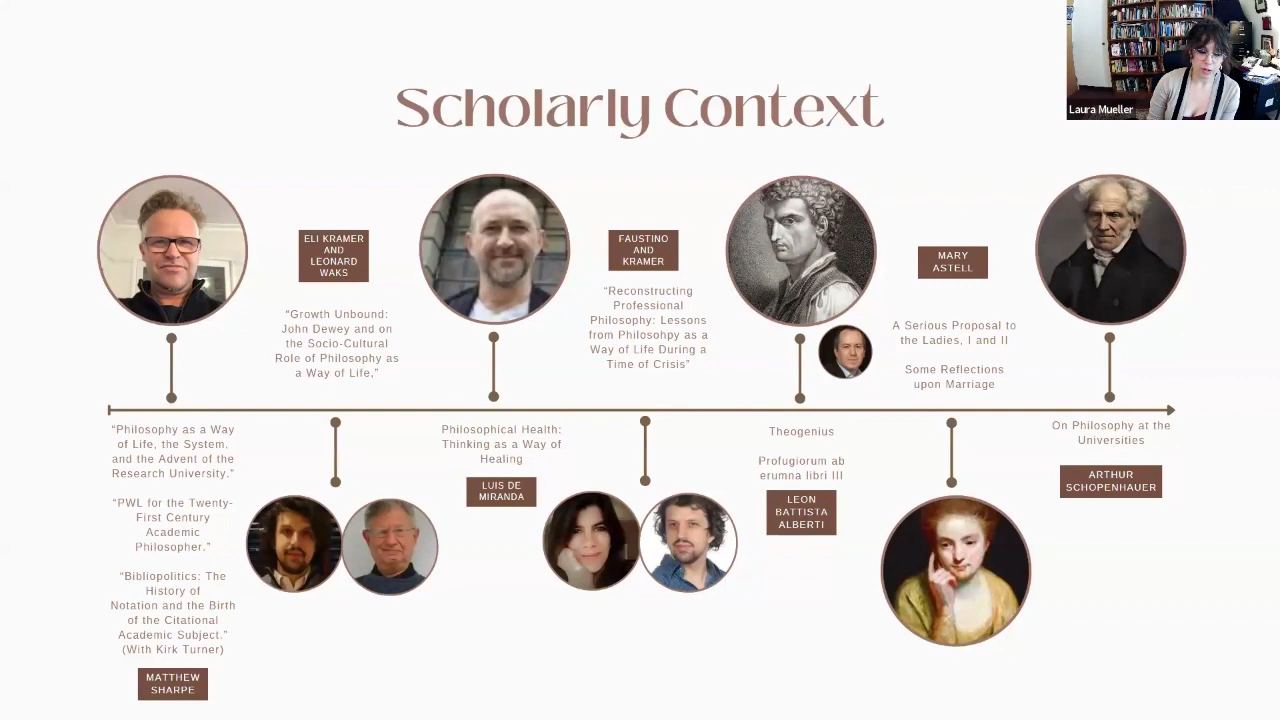 Scholarly Context
Laura Mueller
ELI KRAMER
AND
LEONARD
WAKS
"Growth Unbound:
John Dewey and on
the Socio-Cultural
Role of Philosophy as
a Way of Life,"
FAUSTINO
AND
KRAMER
"Reconstructing
Professional
Philosophy: Lessons
from Philosohpy as a
Way of Life During a
Time of Crisis"
MARY
ASTELL
A Serious Proposal to
the Ladies, I and II
Some Reflections
upon Marriage
"Philosophy as a Way
of Life, the System,
and the Advent of the
Research University."
"PWL for the Twenty-
First Century
Academic
Philosopher."
"Bibliopolitics: The
History of
Notation and the Birth
of the Citational
Academic Subject."
(With Kirk Turner)
MATTHEW
SHARPE
Philosophical Health:
Thinking as a Way of
Healing
LUIS DE
MIRANDA
Theogenius
Profugiorum ab
erumna libri III
LEON
BATTISTA
ALBERTI
On Philosophy at the
Universities
ARTHUR
SCHOPENHAUER